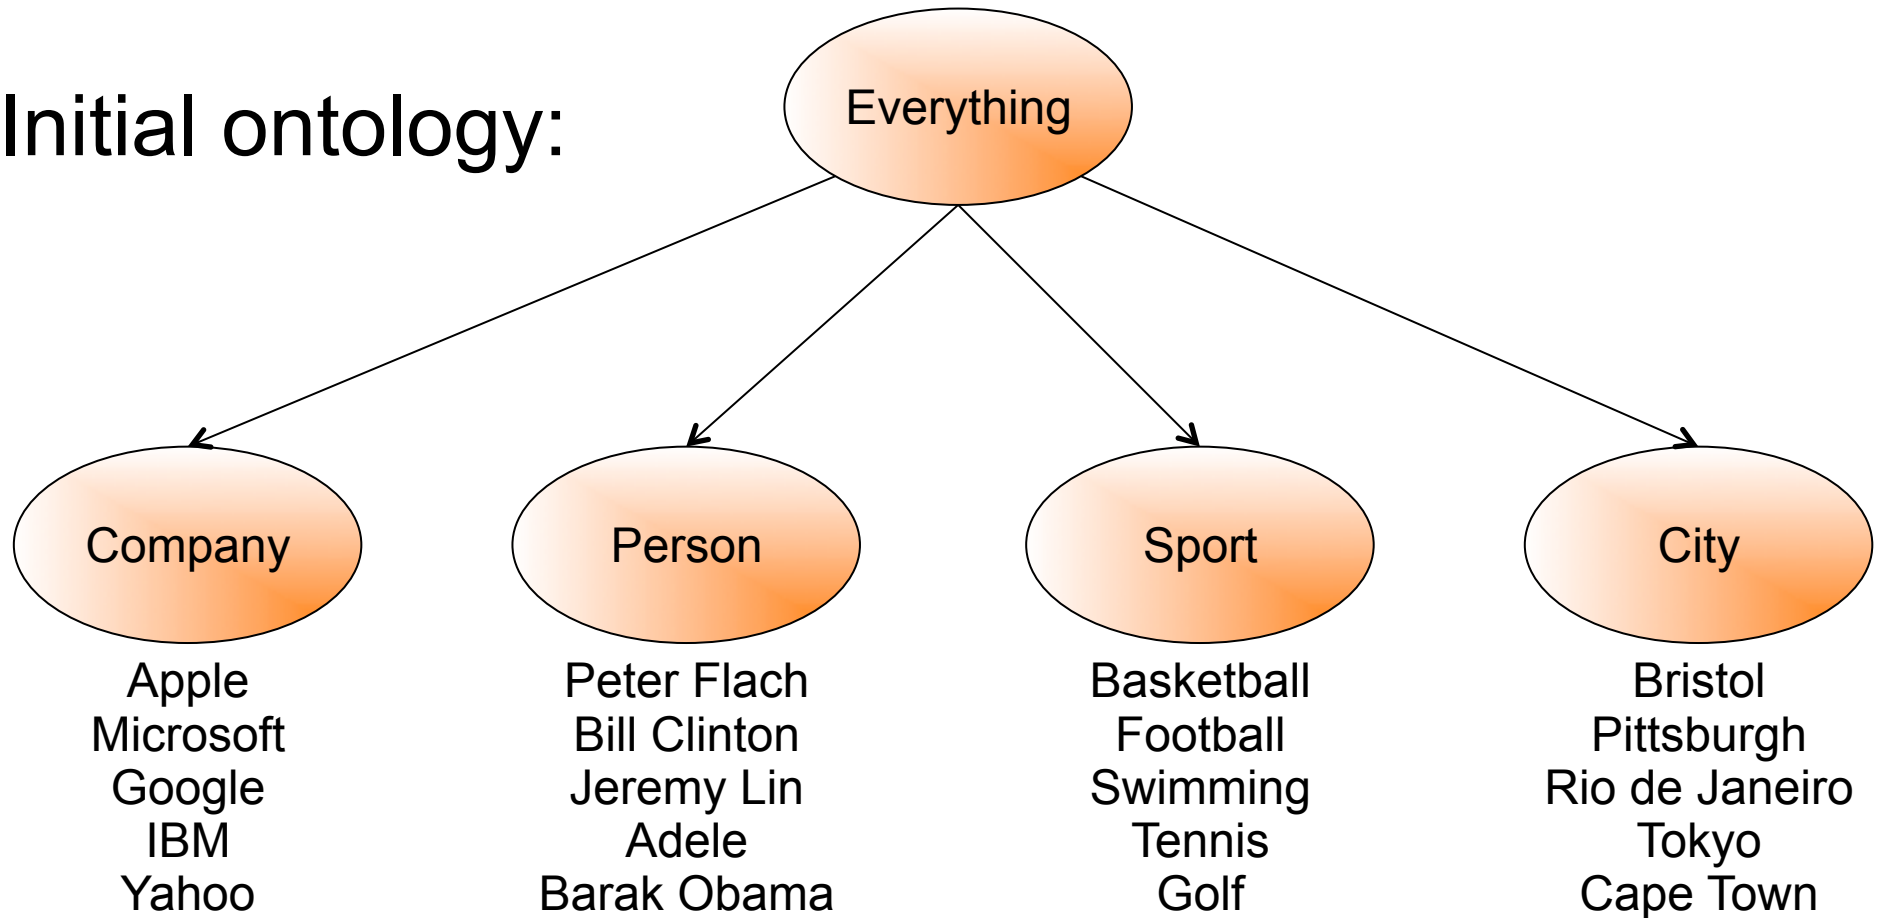 Initial ontology:
Everything
Company
Person
Sport
City
Apple
Microsoft
Google
IBM
Yahoo
Peter Flach
Bill Clinton
Jeremy Lin
Adele
Barak Obama
Basketball
Football
Swimming
Tennis
Golf
Bristol
Pittsburgh
Rio de Janeiro
Tokyo
Cape Town